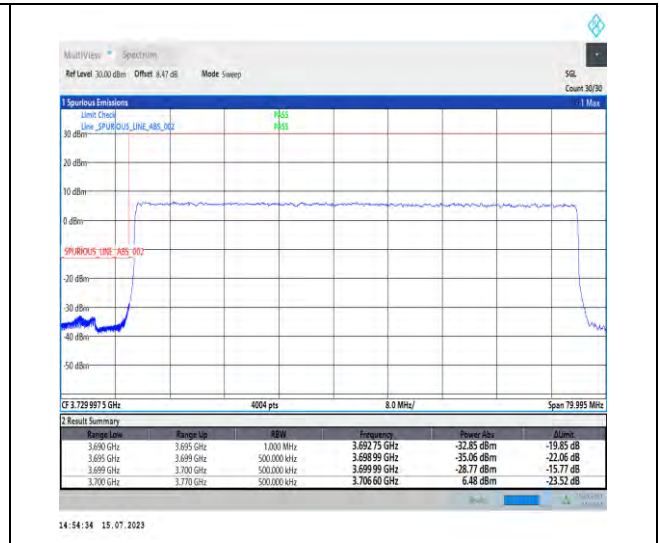 MultiView Spectrum
Ref Level 30.00 dBm Offset 8.47 dB Mode Sweep SGL
Count 30/30
1 Spurious Emissions 1 Max
Limit Check PASS
Line _SPURIOUS_LINE_ABS_002 PASS
30 dBm
20 dBm
10 dBm
0 dBm
SPURIOUS_LINE_ABS_002
-20 dBm
-30 dBm
-40 dBm
-50 dBm
CF 3.729 997 5 GHz 4004 pts 8.0 MHz/ Span 79.995 MHz
2 Result Summary
Range Low Range Up RBW Frequency Power Abs ΔLimit
3.690 GHz 3.695 GHz 1.000 MHz 3.692 75 GHz -32.85 dBm -19.85 dB
3.695 GHz 3.699 GHz 500.000 kHz 3.698 99 GHz -35.06 dBm -22.06 dB
3.699 GHz 3.700 GHz 500.000 kHz 3.699 99 GHz -28.77 dBm -15.77 dB
3.700 GHz 3.770 GHz 500.000 kHz 3.706 60 GHz 6.48 dBm -23.52 dB
14:54:34 15.07.2023